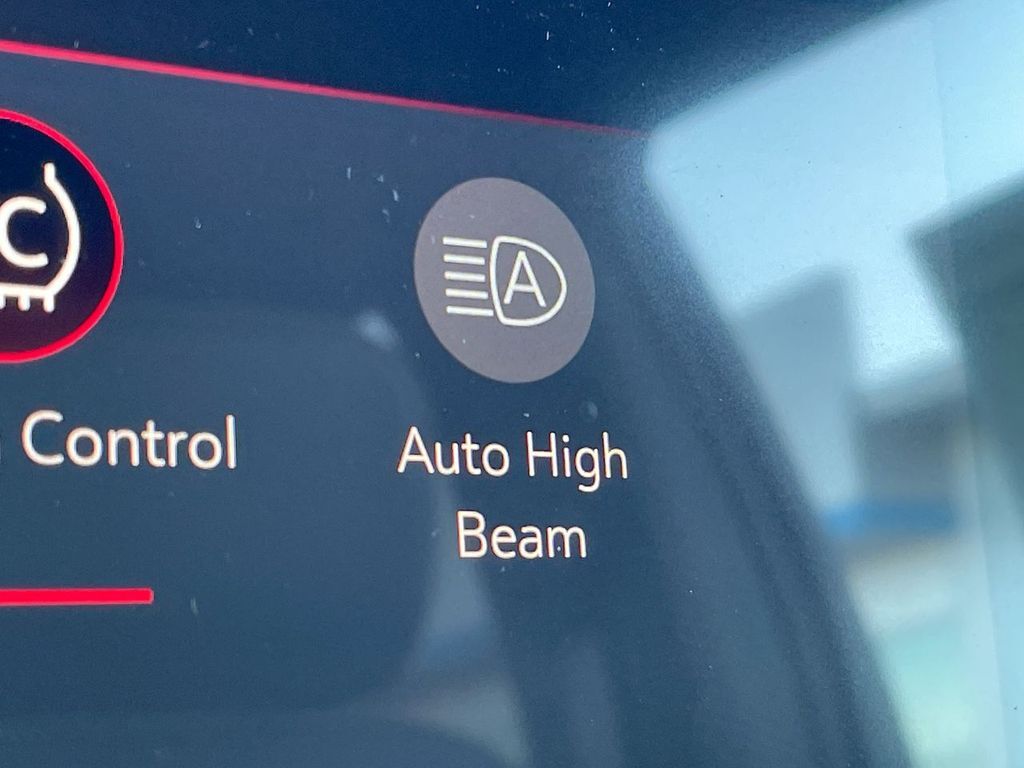 C
A
Control
Auto High
Beam